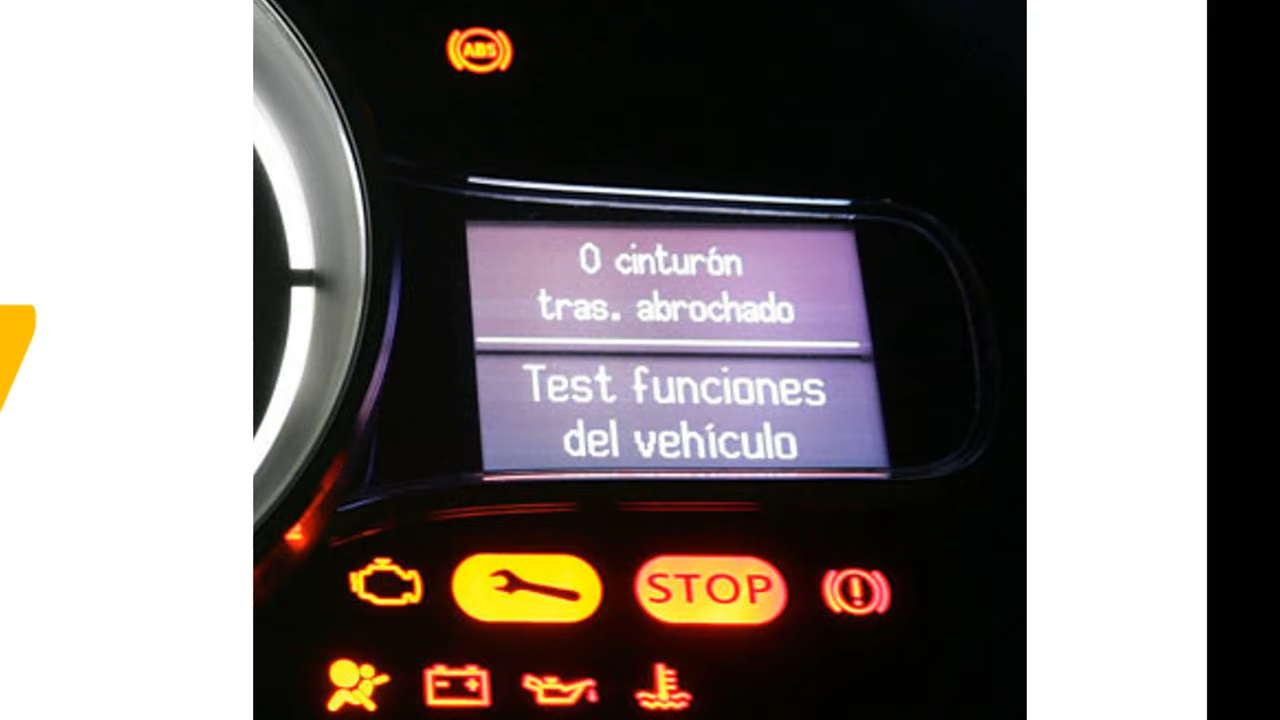 ABS
0 cinturón
tras. abrochado
Test funciones
del vehículo
STOP